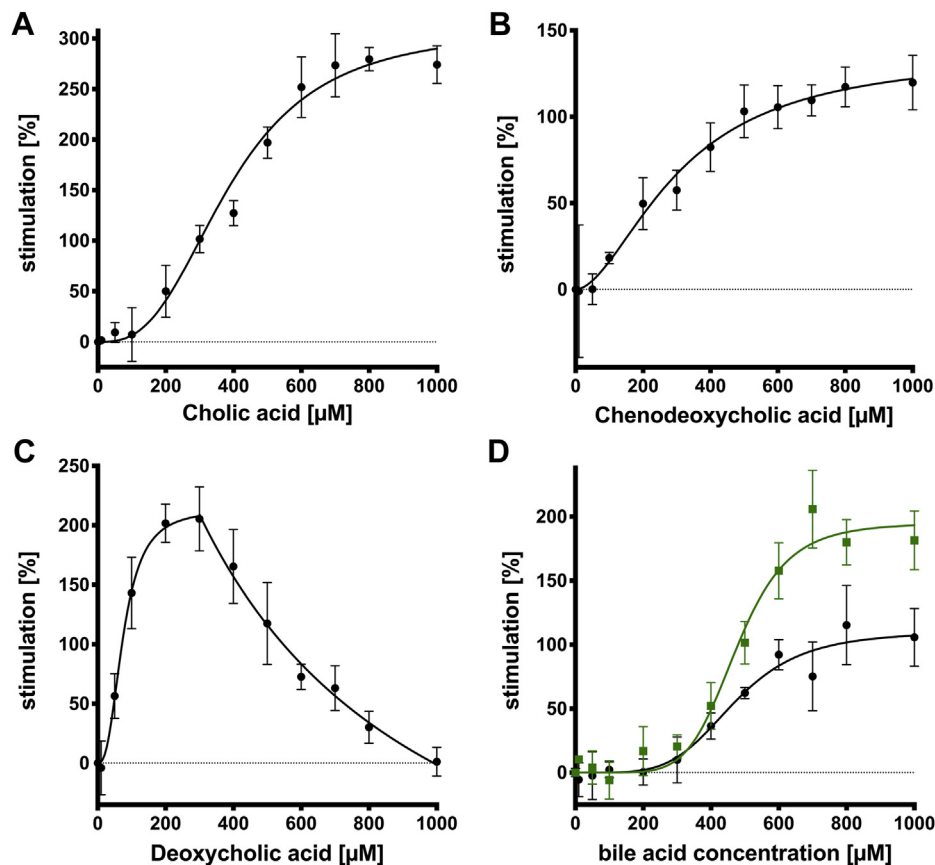 A
B
300
250
200
150
100
50
0
stimulation [%]
0 200 400 600 800 1000
Cholic acid [µM]
150
100
50
0
stimulation [%]
0 200 400 600 800 1000
Chenodeoxycholic acid [µM]
C
D
250
200
150
100
50
0
stimulation [%]
0 200 400 600 800 1000
Deoxycholic acid [µM]
200
150
100
50
0
stimulation [%]
0 200 400 600 800 1000
bile acid concentration [µM]